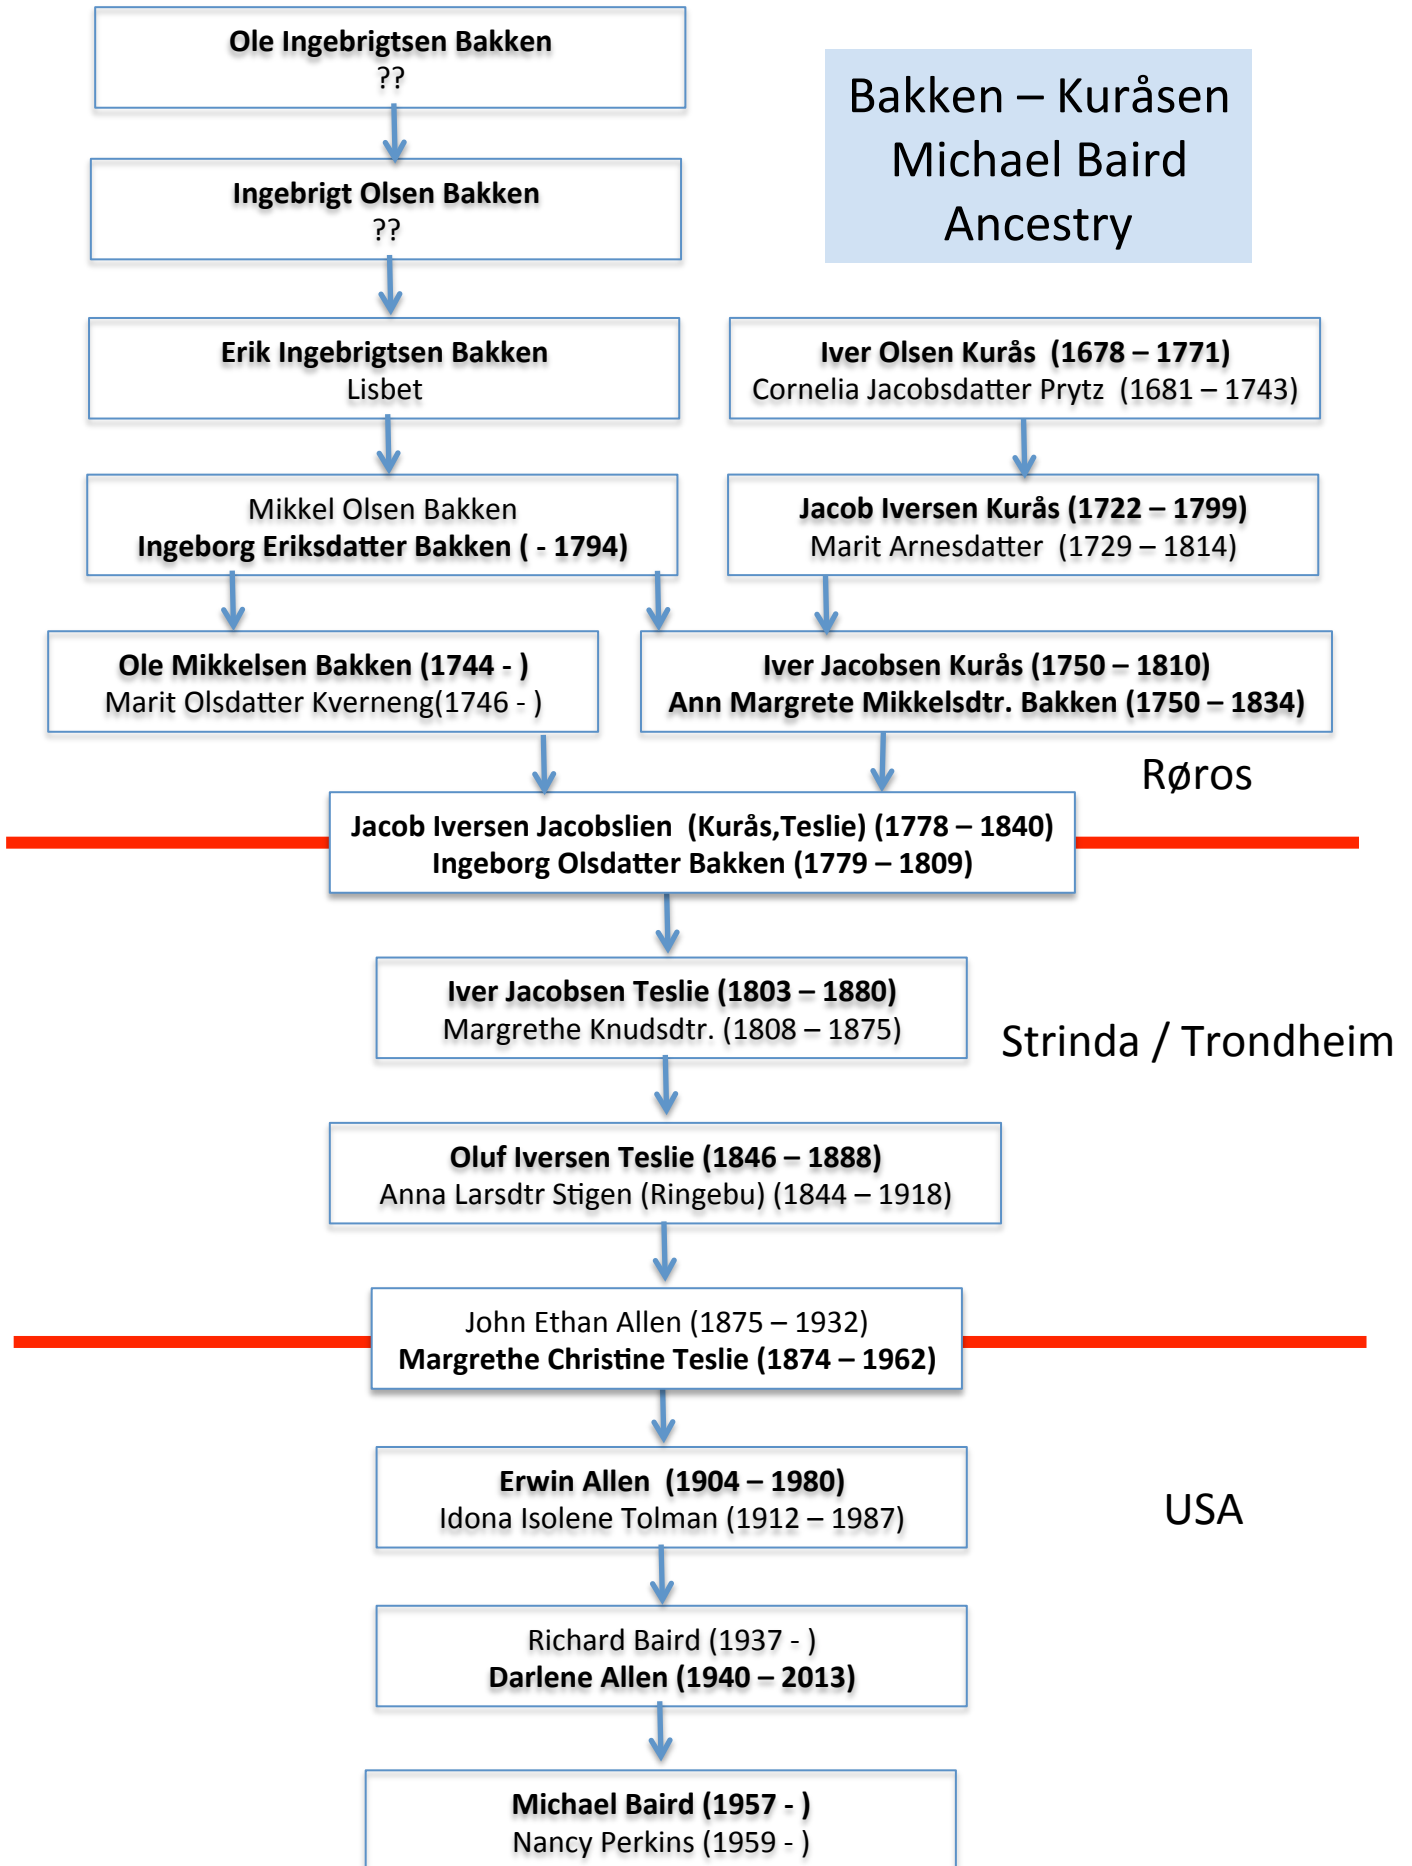 Ole Ingebrigtsen Bakken
??
Bakken – Kuråsen
Michael Baird
Ancestry
Ingebrigt Olsen Bakken
??
Erik Ingebrigtsen Bakken
Lisbet
Iver Olsen Kurås (1678 – 1771)
Cornelia Jacobsdatter Prytz (1681 – 1743)
Mikkel Olsen Bakken
Ingeborg Eriksdatter Bakken ( - 1794)
Jacob Iversen Kurås (1722 – 1799)
Marit Arnesdatter (1729 – 1814)
Ole Mikkelsen Bakken (1744 - )
Marit Olsdatter Kverneng(1746 - )
Iver Jacobsen Kurås (1750 – 1810)
Ann Margrete Mikkelsdtr. Bakken (1750 – 1834)
Røros
Jacob Iversen Jacobslien (Kurås,Teslie) (1778 – 1840)
Ingeborg Olsdatter Bakken (1779 – 1809)
Iver Jacobsen Teslie (1803 – 1880)
Margrethe Knudsdtr. (1808 – 1875)
Strinda / Trondheim
Oluf Iversen Teslie (1846 – 1888)
Anna Larsdtr Stigen (Ringebu) (1844 – 1918)
John Ethan Allen (1875 – 1932)
Margrethe Christine Teslie (1874 – 1962)
Erwin Allen (1904 – 1980)
Idona Isolene Tolman (1912 – 1987)
USA
Richard Baird (1937 - )
Darlene Allen (1940 – 2013)
Michael Baird (1957 - )
Nancy Perkins (1959 - )